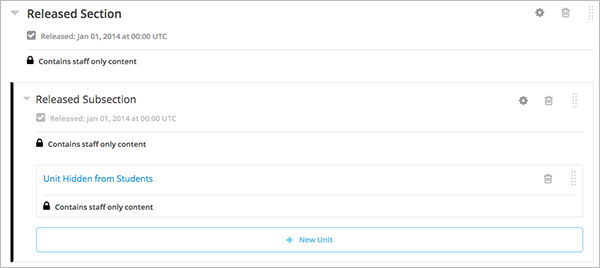 Released Section
Released: Jan 01, 2014 at 00:00 UTC
Contains staff only content
Released Subsection
Released: Jan 01, 2014 at 00:00 UTC
Contains staff only content
Unit Hidden from Students
Contains staff only content
+ New Unit